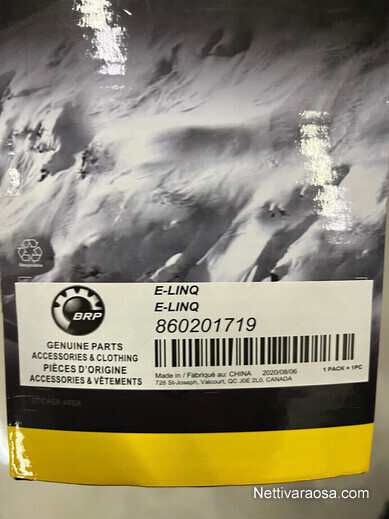 Recyclable
BRP
GENUINE PARTS
ACCESSORIES & CLOTHING
PIÈCES D'ORIGINE
ACCESSORIES & VÊTEMENTS
E-LINQ
E-LINQ
860201719
Made in / Fabriqué au: CHINA 2020/08/06
726 St-Joseph, Valcourt, QC J0E 2L0, CANADA
1 PACK = 1PC
STICKER AREA
Nettivaraosa.com